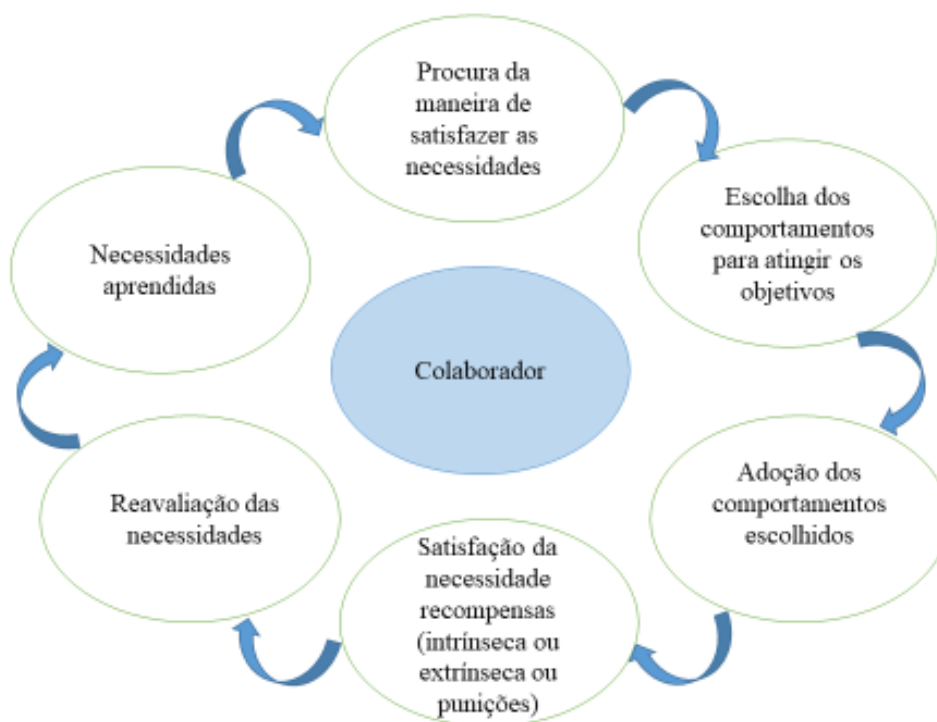 Procura da
maneira de
satisfazer as
necessidades
Escolha dos
comportamentos
para atingir os
objetivos
Necessidades
aprendidas
Colaborador
Adoção dos
comportamentos
escolhidos
Reavaliação das
necessidades
Satisfação da
necessidade
recompensas
(intrínseca ou
extrínseca ou
punições)